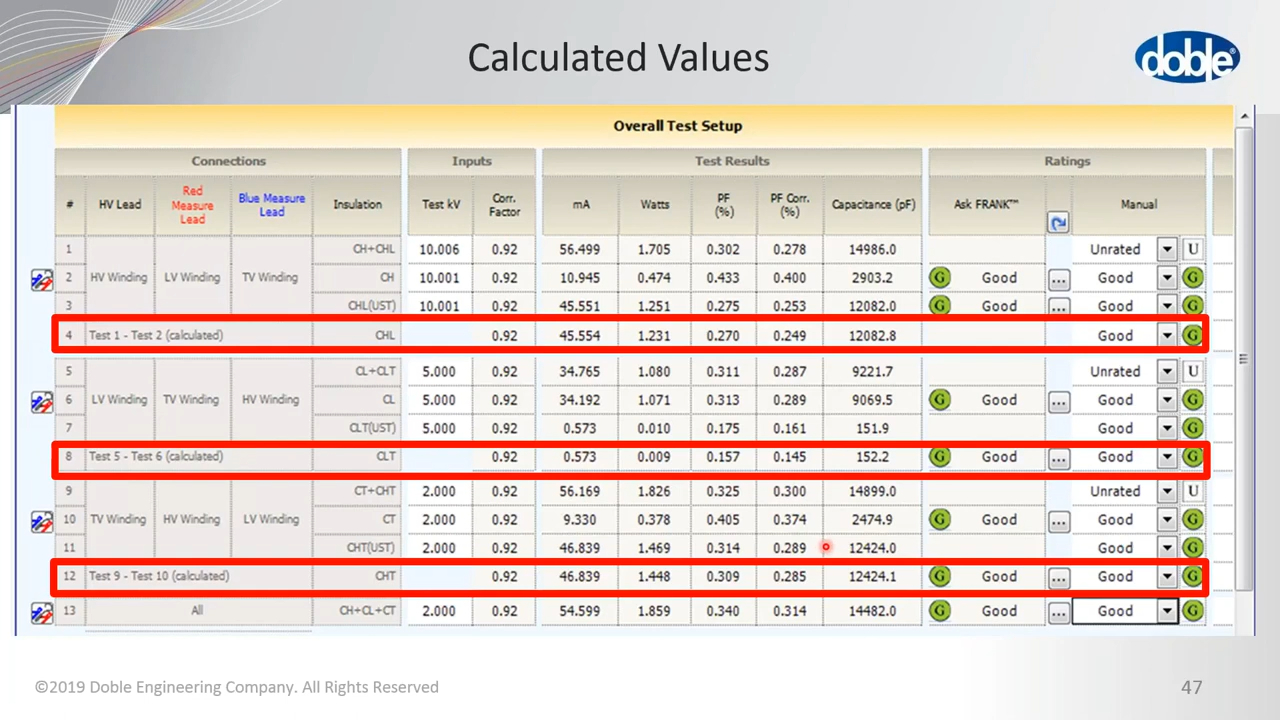 Calculated Values
doble
Overall Test Setup
Connections Inputs Test Results Ratings
# HV Lead Red Measure Lead Blue Measure Lead Insulation Test kV Corr. Factor mA Watts PF (%) PF Corr. (%) Capacitance (pF) Ask FRANK™ Manual
1 CH+CHL 10.006 0.92 56.499 1.705 0.302 0.278 14986.0 Unrated U
2 HV Winding LV Winding TV Winding CH 10.001 0.92 10.945 0.474 0.433 0.400 2903.2 G Good ... Good G
3 CHL(UST) 10.001 0.92 45.551 1.251 0.275 0.253 12082.0 G Good ... Good G
4 Test 1 - Test 2 (calculated) CHL 0.92 45.554 1.231 0.270 0.249 12082.8 Good G
5 CL+CLT 5.000 0.92 34.765 1.080 0.311 0.287 9221.7 Unrated U
6 LV Winding TV Winding HV Winding CL 5.000 0.92 34.192 1.071 0.313 0.289 9069.5 G Good ... Good G
7 CLT(UST) 5.000 0.92 0.573 0.010 0.175 0.161 151.9 Good G
8 Test 5 - Test 6 (calculated) CLT 0.92 0.573 0.009 0.157 0.145 152.2 G Good ... Good G
9 CT+CHT 2.000 0.92 56.169 1.826 0.325 0.300 14899.0 Unrated U
10 TV Winding HV Winding LV Winding CT 2.000 0.92 9.330 0.378 0.405 0.374 2474.9 G Good ... Good G
11 CHT(UST) 2.000 0.92 46.839 1.469 0.314 0.289 12424.0 Good G
12 Test 9 - Test 10 (calculated) CHT 0.92 46.839 1.448 0.309 0.285 12424.1 G Good ... Good G
13 All CH+CL+CT 2.000 0.92 54.599 1.859 0.340 0.314 14482.0 G Good ... Good G
©2019 Doble Engineering Company. All Rights Reserved
47